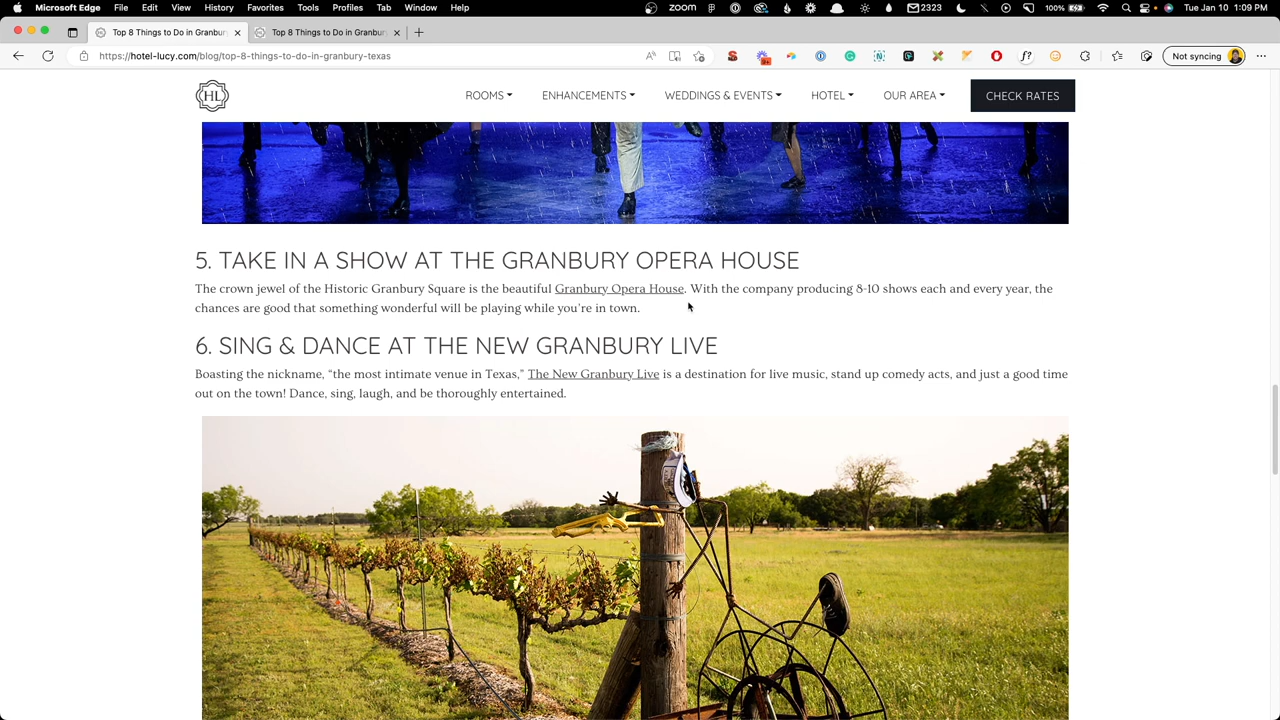 Microsoft Edge File Edit View History Favorites Tools Profiles Tab Window Help zoom 2323 100% Tue Jan 10 1:09 PM
Top 8 Things to Do in Granbury Top 8 Things to Do in Granbury
https://hotel-lucy.com/blog/top-8-things-to-do-in-granbury-texas Not syncing
HL ROOMS ENHANCEMENTS WEDDINGS & EVENTS HOTEL OUR AREA CHECK RATES
5. TAKE IN A SHOW AT THE GRANBURY OPERA HOUSE
The crown jewel of the Historic Granbury Square is the beautiful Granbury Opera House. With the company producing 8-10 shows each and every year, the
chances are good that something wonderful will be playing while you're in town.
6. SING & DANCE AT THE NEW GRANBURY LIVE
Boasting the nickname, “the most intimate venue in Texas,” The New Granbury Live is a destination for live music, stand up comedy acts, and just a good time
out on the town! Dance, sing, laugh, and be thoroughly entertained.